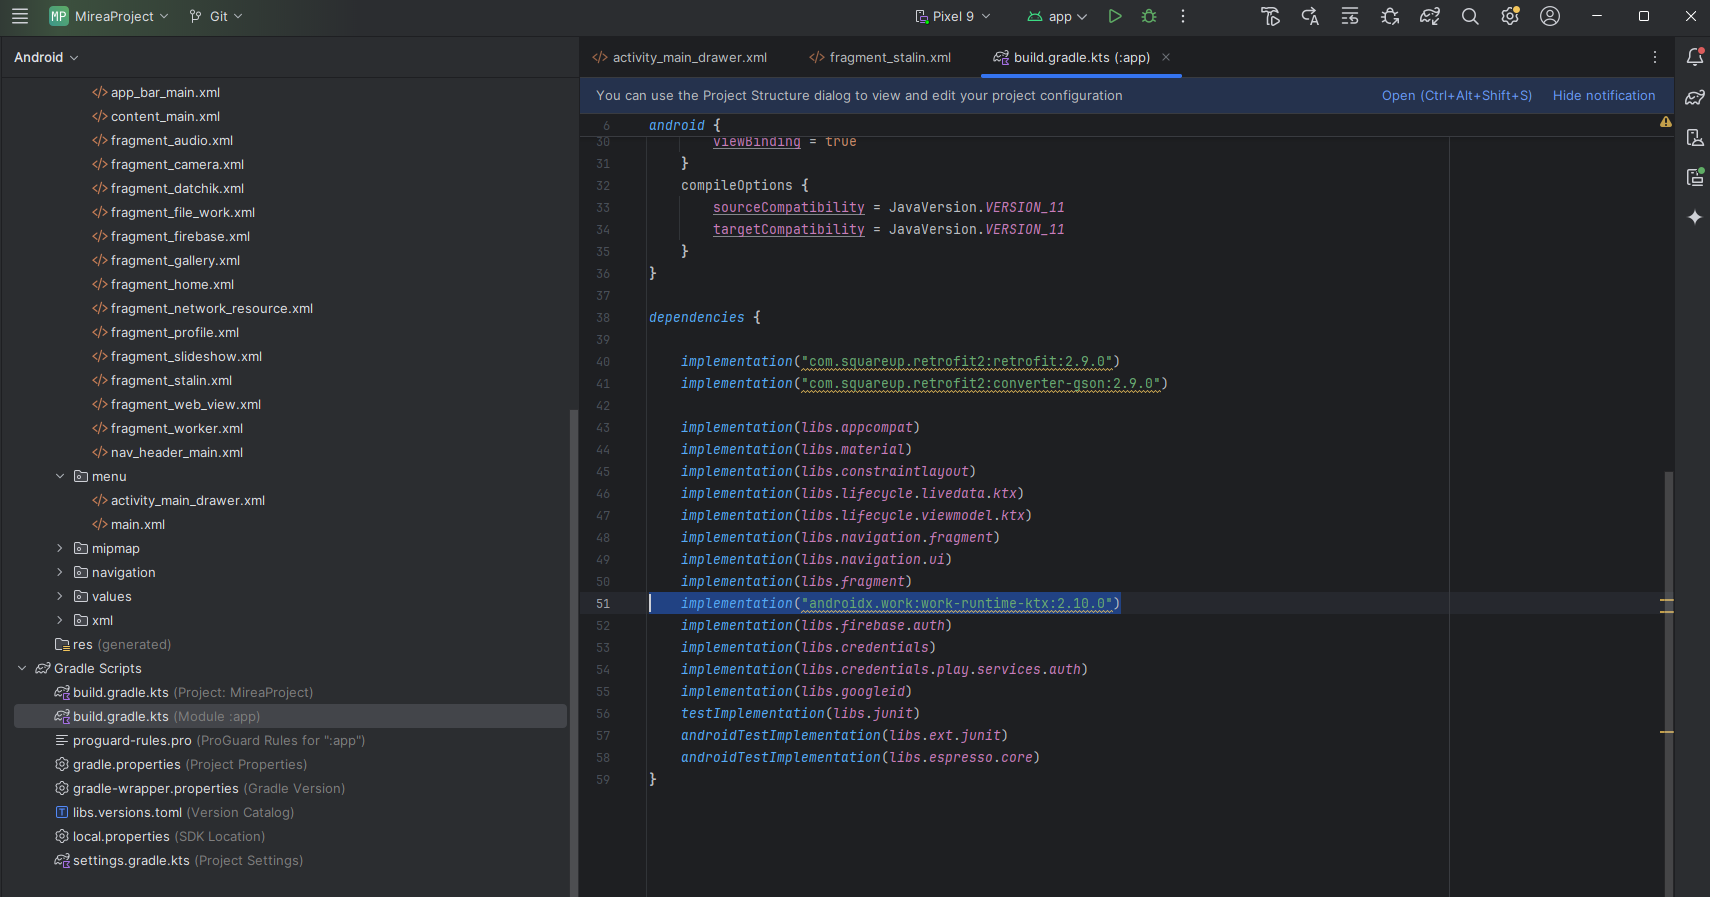 MP MireaProject Git Pixel 9 app
Android
activity_main_drawer.xml fragment_stalin.xml build.gradle.kts (:app)
You can use the Project Structure dialog to view and edit your project configuration Open (Ctrl+Alt+Shift+S) Hide notification
app_bar_main.xml
content_main.xml
fragment_audio.xml
fragment_camera.xml
fragment_datchik.xml
fragment_file_work.xml
fragment_firebase.xml
fragment_gallery.xml
fragment_home.xml
fragment_network_resource.xml
fragment_profile.xml
fragment_slideshow.xml
fragment_stalin.xml
fragment_web_view.xml
fragment_worker.xml
nav_header_main.xml
menu
activity_main_drawer.xml
main.xml
mipmap
navigation
values
xml
res (generated)
Gradle Scripts
build.gradle.kts (Project: MireaProject)
build.gradle.kts (Module :app)
proguard-rules.pro (ProGuard Rules for ":app")
gradle.properties (Project Properties)
gradle-wrapper.properties (Gradle Version)
libs.versions.toml (Version Catalog)
local.properties (SDK Location)
settings.gradle.kts (Project Settings)
6 android {
30 viewBinding = true
31 }
32 compileOptions {
33 sourceCompatibility = JavaVersion.VERSION_11
34 targetCompatibility = JavaVersion.VERSION_11
35 }
36 }
37
38 dependencies {
39
40 implementation("com.squareup.retrofit2:retrofit:2.9.0")
41 implementation("com.squareup.retrofit2:converter-gson:2.9.0")
42
43 implementation(libs.appcompat)
44 implementation(libs.material)
45 implementation(libs.constraintlayout)
46 implementation(libs.lifecycle.livedata.ktx)
47 implementation(libs.lifecycle.viewmodel.ktx)
48 implementation(libs.navigation.fragment)
49 implementation(libs.navigation.ui)
50 implementation(libs.fragment)
51 implementation("androidx.work:work-runtime-ktx:2.10.0")
52 implementation(libs.firebase.auth)
53 implementation(libs.credentials)
54 implementation(libs.credentials.play.services.auth)
55 implementation(libs.googleid)
56 testImplementation(libs.junit)
57 androidTestImplementation(libs.ext.junit)
58 androidTestImplementation(libs.espresso.core)
59 }